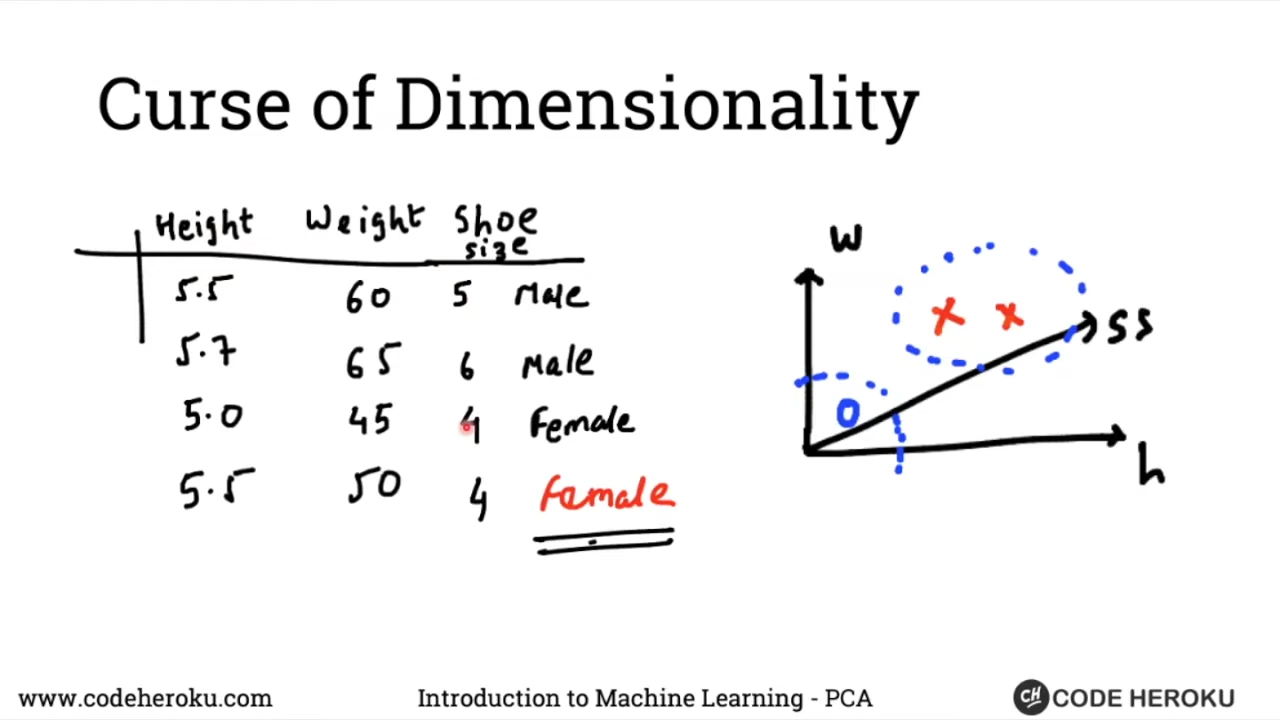 Curse of Dimensionality
Height Weight Shoe size
5.5 60 5 Male
5.7 65 6 Male
5.0 45 4 Female
5.5 50 4 Female
W
x x
SS
O
h
www.codeheroku.com
Introduction to Machine Learning - PCA
CH CODE HEROKU